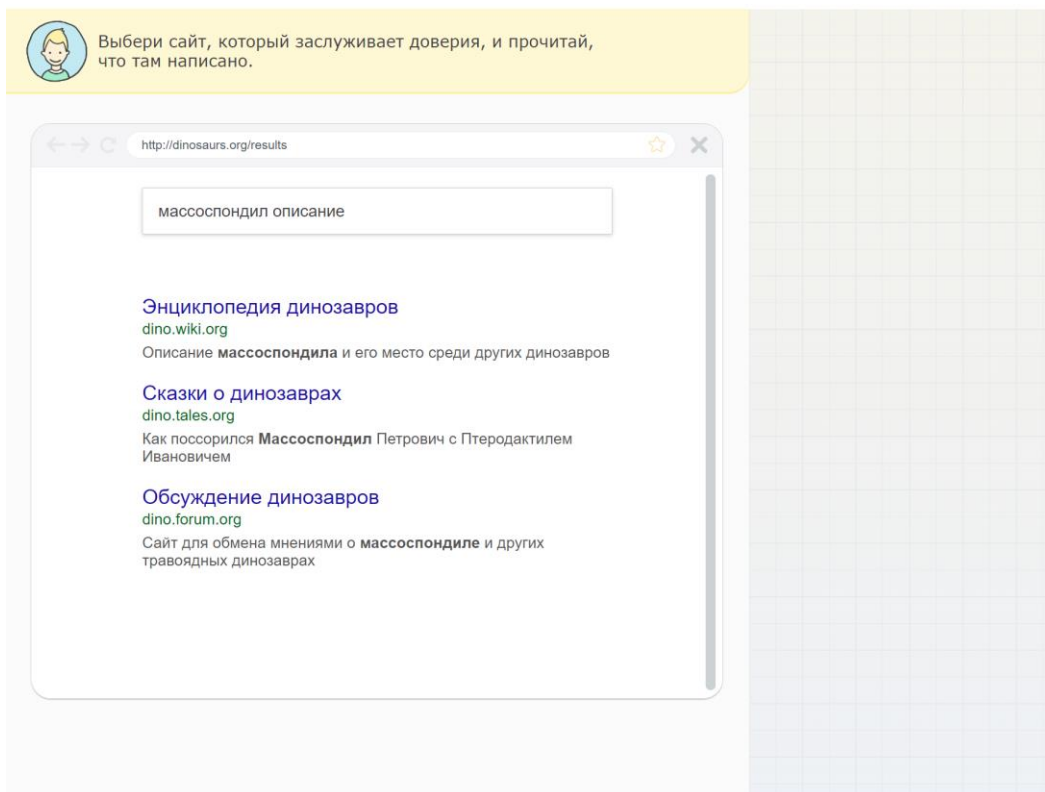 Выбери сайт, который заслуживает доверия, и прочитай,
что там написано.
http://dinosaurs.org/results
массоспондил описание
Энциклопедия динозавров
dino.wiki.org
Описание массоспондила и его место среди других динозавров
Сказки о динозаврах
dino.tales.org
Как поссорился Массоспондил Петрович с Птеродактилем
Ивановичем
Обсуждение динозавров
dino.forum.org
Сайт для обмена мнениями о массоспондиле и других
травоядных динозаврах